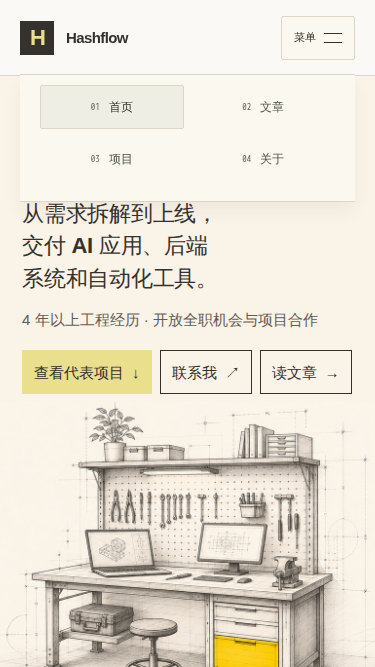 H Hashflow
菜单
01 首页
02 文章
03 项目
04 关于
从需求拆解到上线，
交付 AI 应用、后端
系统和自动化工具。
4 年以上工程经历 · 开放全职机会与项目合作
查看代表项目 ↓
联系我 ↗
读文章 →